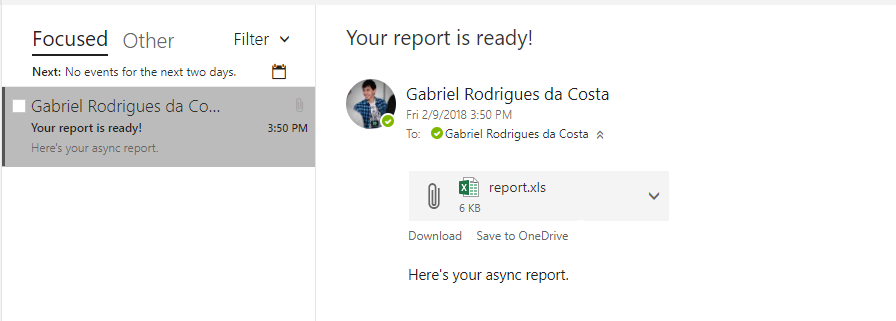 Focused Other Filter
Next: No events for the next two days.
Gabriel Rodrigues da Co...
Your report is ready! 3:50 PM
Here's your async report.
Your report is ready!
Gabriel Rodrigues da Costa
Fri 2/9/2018 3:50 PM
To: Gabriel Rodrigues da Costa
report.xls
6 KB
Download Save to OneDrive
Here's your async report.